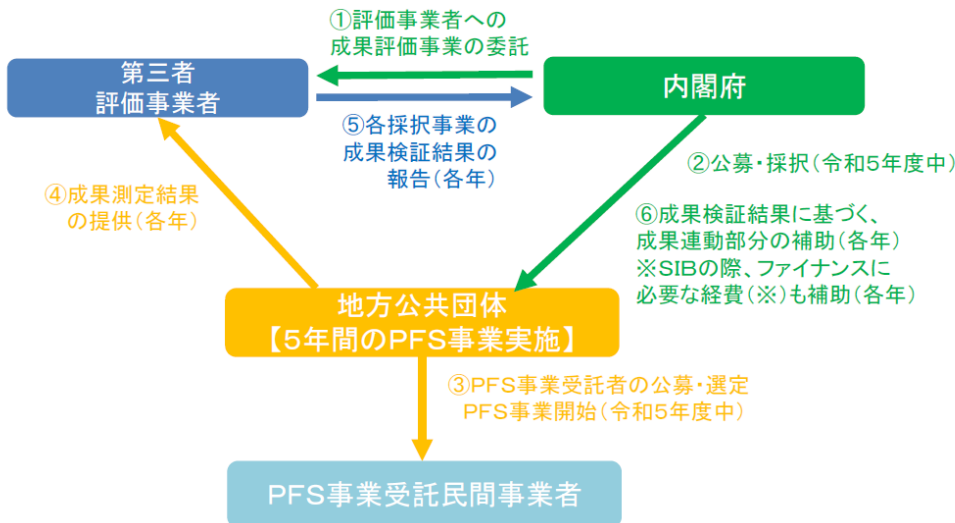 ①評価事業者への
成果評価事業の委託
第三者
評価事業者
内閣府
⑤各採択事業の
成果検証結果の
報告(各年)
②公募・採択(令和5年度中)
④成果測定結果
の提供(各年)
⑥成果検証結果に基づく、
成果連動部分の補助(各年)
※SIBの際、ファイナンスに
必要な経費(※)も補助(各年)
地方公共団体
【5年間のPFS事業実施】
③PFS事業受託者の公募・選定
PFS事業開始(令和5年度中)
PFS事業受託民間事業者